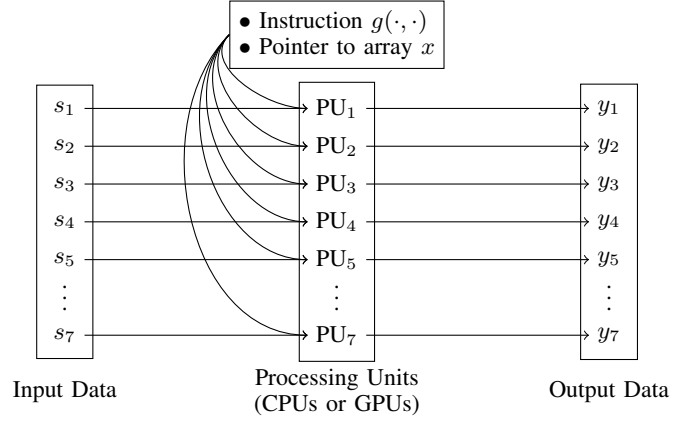 ● Instruction g(·, ·)
● Pointer to array x
s₁ PU₁ y₁
s₂ PU₂ y₂
s₃ PU₃ y₃
s₄ PU₄ y₄
s₅ PU₅ y₅
⋮ ⋮ ⋮
s₇ PU₇ y₇
Input Data Processing Units Output Data
(CPUs or GPUs)